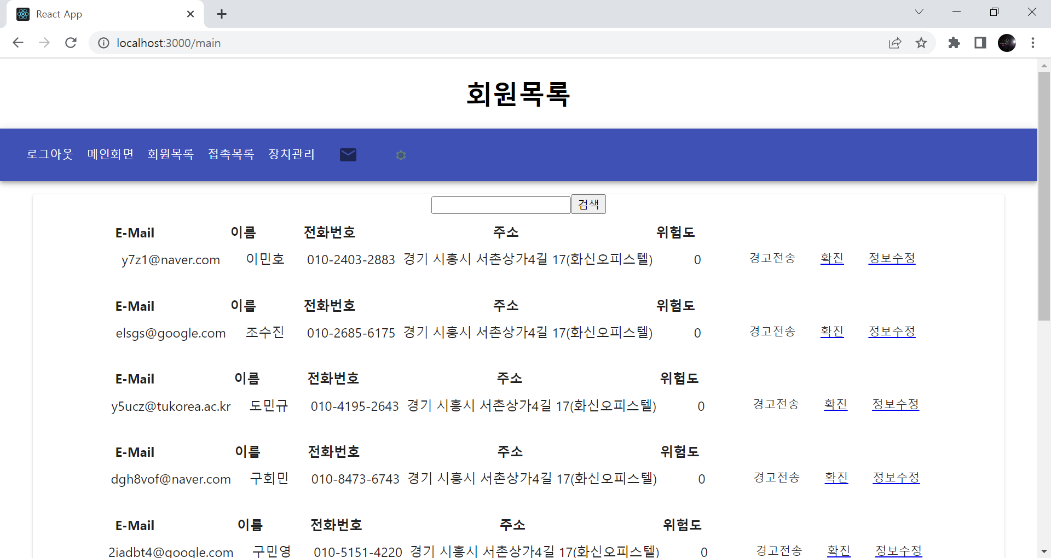 React App
localhost:3000/main
회원목록
로그아웃 메인화면 회원목록 접속목록 장치관리
검색
E-Mail 이름 전화번호 주소 위험도
y7z1@naver.com 이민호 010-2403-2883 경기 시흥시 서촌상가4길 17(화신오피스텔) 0 경고전송 확진 정보수정
E-Mail 이름 전화번호 주소 위험도
elsgs@google.com 조수진 010-2685-6175 경기 시흥시 서촌상가4길 17(화신오피스텔) 0 경고전송 확진 정보수정
E-Mail 이름 전화번호 주소 위험도
y5ucz@tukorea.ac.kr 도민규 010-4195-2643 경기 시흥시 서촌상가4길 17(화신오피스텔) 0 경고전송 확진 정보수정
E-Mail 이름 전화번호 주소 위험도
dgh8vof@naver.com 구회민 010-8473-6743 경기 시흥시 서촌상가4길 17(화신오피스텔) 0 경고전송 확진 정보수정
E-Mail 이름 전화번호 주소 위험도
2iadbt4@google.com 구민영 010-5151-4220 경기 시흥시 서촌상가4길 17(화신오피스텔) 0 경고전송 확진 정보수정